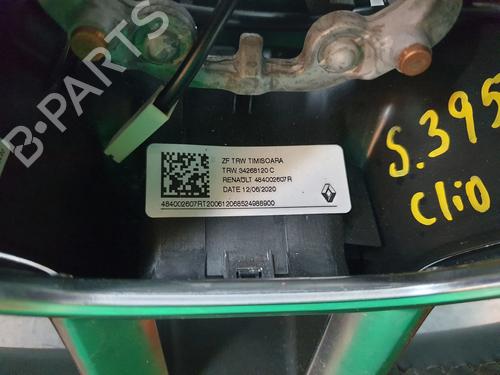 B-PARTS
S.395
Clio
ZF TRW TIMISOARA
TRW 34268120 C
RENAULT 484002607R
DATE 12/06/2020
484002607RT200612068524988900